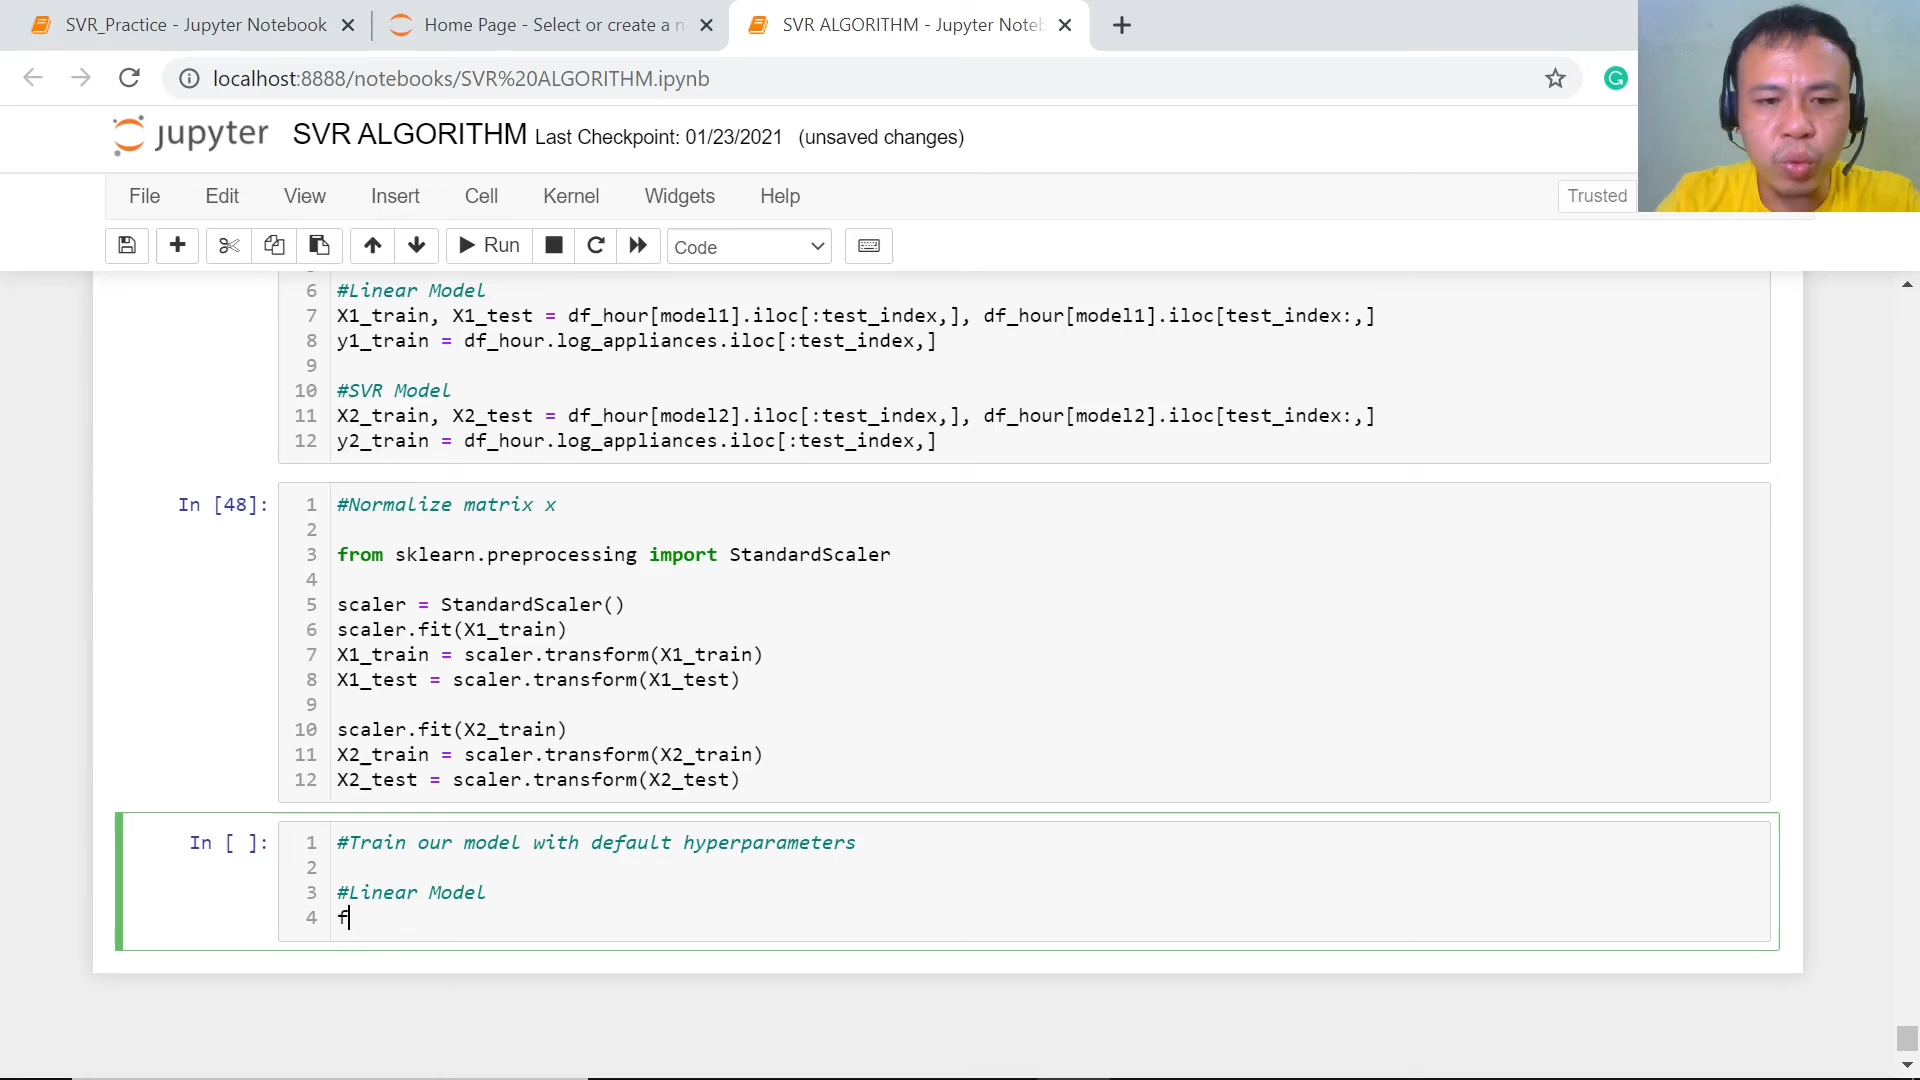 SVR_Practice - Jupyter Notebook
Home Page - Select or create a n
SVR ALGORITHM - Jupyter Note
localhost:8888/notebooks/SVR%20ALGORITHM.ipynb
jupyter SVR ALGORITHM Last Checkpoint: 01/23/2021 (unsaved changes)
File Edit View Insert Cell Kernel Widgets Help Trusted
Run Code
6 #Linear Model
7 X1_train, X1_test = df_hour[model1].iloc[:test_index,], df_hour[model1].iloc[test_index:,]
8 y1_train = df_hour.log_appliances.iloc[:test_index,]
9
10 #SVR Model
11 X2_train, X2_test = df_hour[model2].iloc[:test_index,], df_hour[model2].iloc[test_index:,]
12 y2_train = df_hour.log_appliances.iloc[:test_index,]
In [48]: 1 #Normalize matrix x
2
3 from sklearn.preprocessing import StandardScaler
4
5 scaler = StandardScaler()
6 scaler.fit(X1_train)
7 X1_train = scaler.transform(X1_train)
8 X1_test = scaler.transform(X1_test)
9
10 scaler.fit(X2_train)
11 X2_train = scaler.transform(X2_train)
12 X2_test = scaler.transform(X2_test)
In [ ]: 1 #Train our model with default hyperparameters
2
3 #Linear Model
4 f